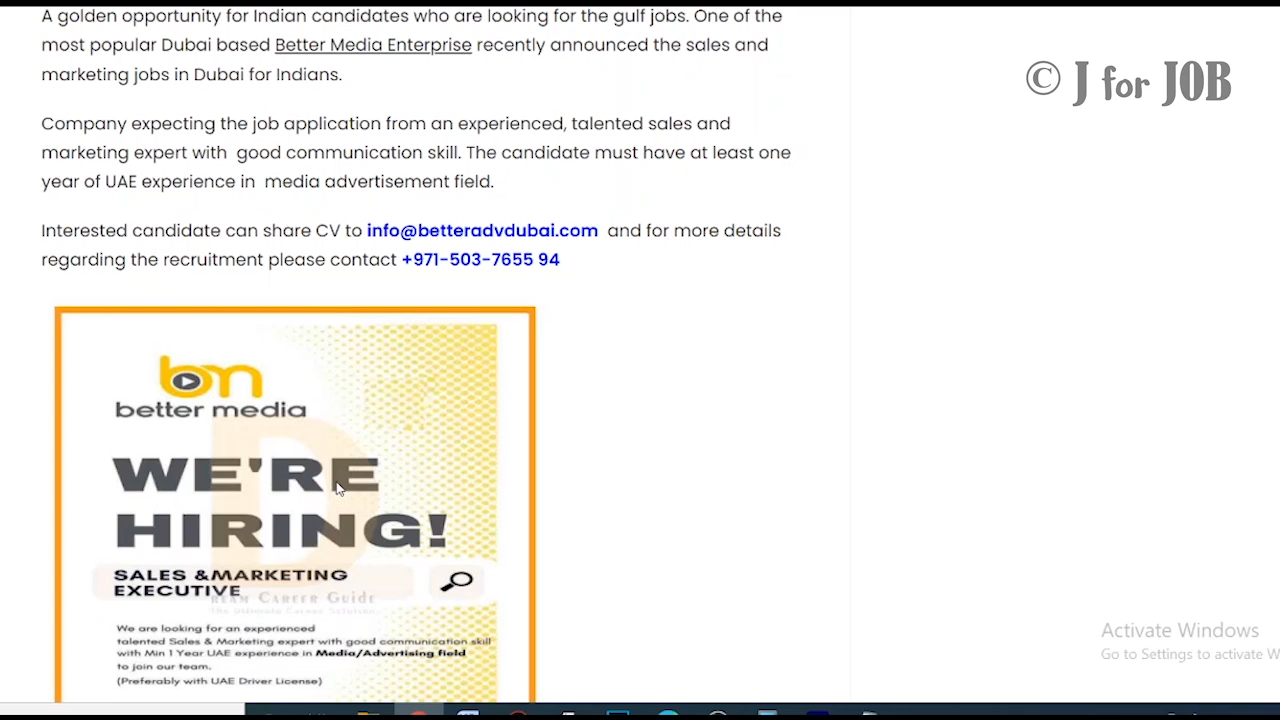 A golden opportunity for Indian candidates who are looking for the gulf jobs. One of the
most popular Dubai based Better Media Enterprise recently announced the sales and
marketing jobs in Dubai for Indians.
© J for JOB
Company expecting the job application from an experienced, talented sales and
marketing expert with good communication skill. The candidate must have at least one
year of UAE experience in media advertisement field.
Interested candidate can share CV to info@betteradvdubai.com and for more details
regarding the recruitment please contact +971-503-7655 94
bm
better media
WE'RE
HIRING!
SALES &MARKETING
EXECUTIVE
Career Guide
We are looking for an experienced
talented Sales & Marketing expert with good communication skill
with Min 1 Year UAE experience in Media/Advertising field
to join our team.
(Preferably with UAE Driver License)
Activate Windows
Go to Settings to activate W